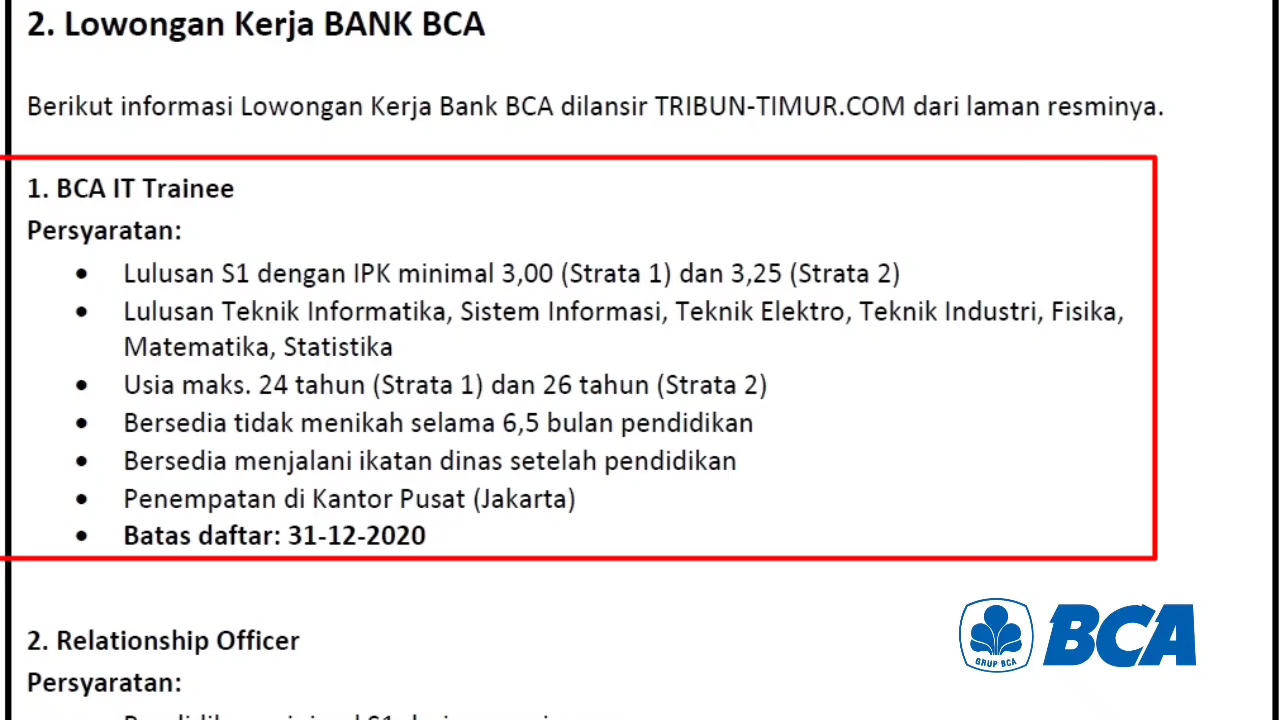 2. Lowongan Kerja BANK BCA
Berikut informasi Lowongan Kerja Bank BCA dilansir TRIBUN-TIMUR.COM dari laman resminya.
1. BCA IT Trainee
Persyaratan:
• Lulusan S1 dengan IPK minimal 3,00 (Strata 1) dan 3,25 (Strata 2)
• Lulusan Teknik Informatika, Sistem Informasi, Teknik Elektro, Teknik Industri, Fisika,
Matematika, Statistika
• Usia maks. 24 tahun (Strata 1) dan 26 tahun (Strata 2)
• Bersedia tidak menikah selama 6,5 bulan pendidikan
• Bersedia menjalani ikatan dinas setelah pendidikan
• Penempatan di Kantor Pusat (Jakarta)
• Batas daftar: 31-12-2020
2. Relationship Officer
Persyaratan:
GRUP BCA
BCA